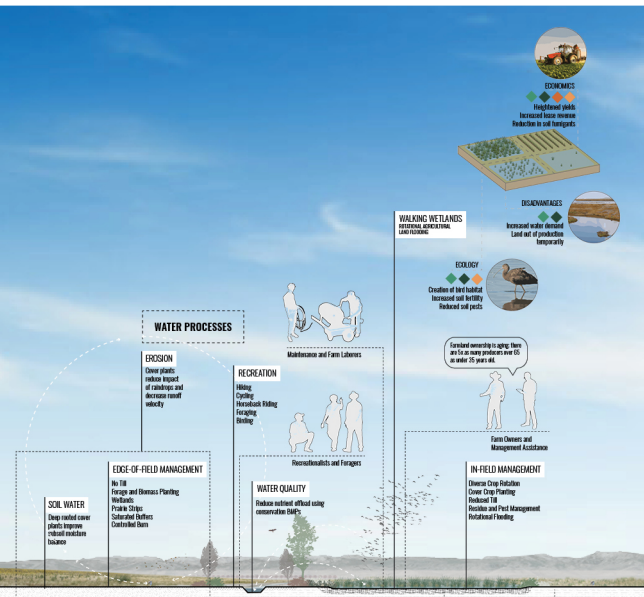 ECONOMICS
Heightened yields
Increased lease revenue
Reduction in soil fumigants
DISADVANTAGES
Increased water demand
Land out of production
temporarily
WALKING WETLANDS
ROTATIONAL AGRICULTURAL
LAND FLOODING
ECOLOGY
Creation of bird habitat
Increased soil fertility
Reduced soil pests
WATER PROCESSES
Maintenance and Farm Laborers
Farmland ownership is aging: there
are 5x as many producers over 65
as under 35 years old.
EROSION
Cover plants
reduce impact
of raindrops and
decrease runoff
velocity
RECREATION
Hiking
Cycling
Horseback Riding
Foraging
Birding
Farm Owners and
Management Assistance
Recreationalists and Foragers
EDGE-OF-FIELD MANAGEMENT
No Till
Forage and Biomass Planting
Wetlands
Prairie Strips
Saturated Buffers
Controlled Burn
IN-FIELD MANAGEMENT
Diverse Crop Rotation
Cover Crop Planting
Reduced Till
Residue and Pest Management
Rotational Flooding
WATER QUALITY
Reduce nutrient offload using
conservation BMPs
SOIL WATER
Deep-rooted cover
plants improve
subsoil moisture
balance